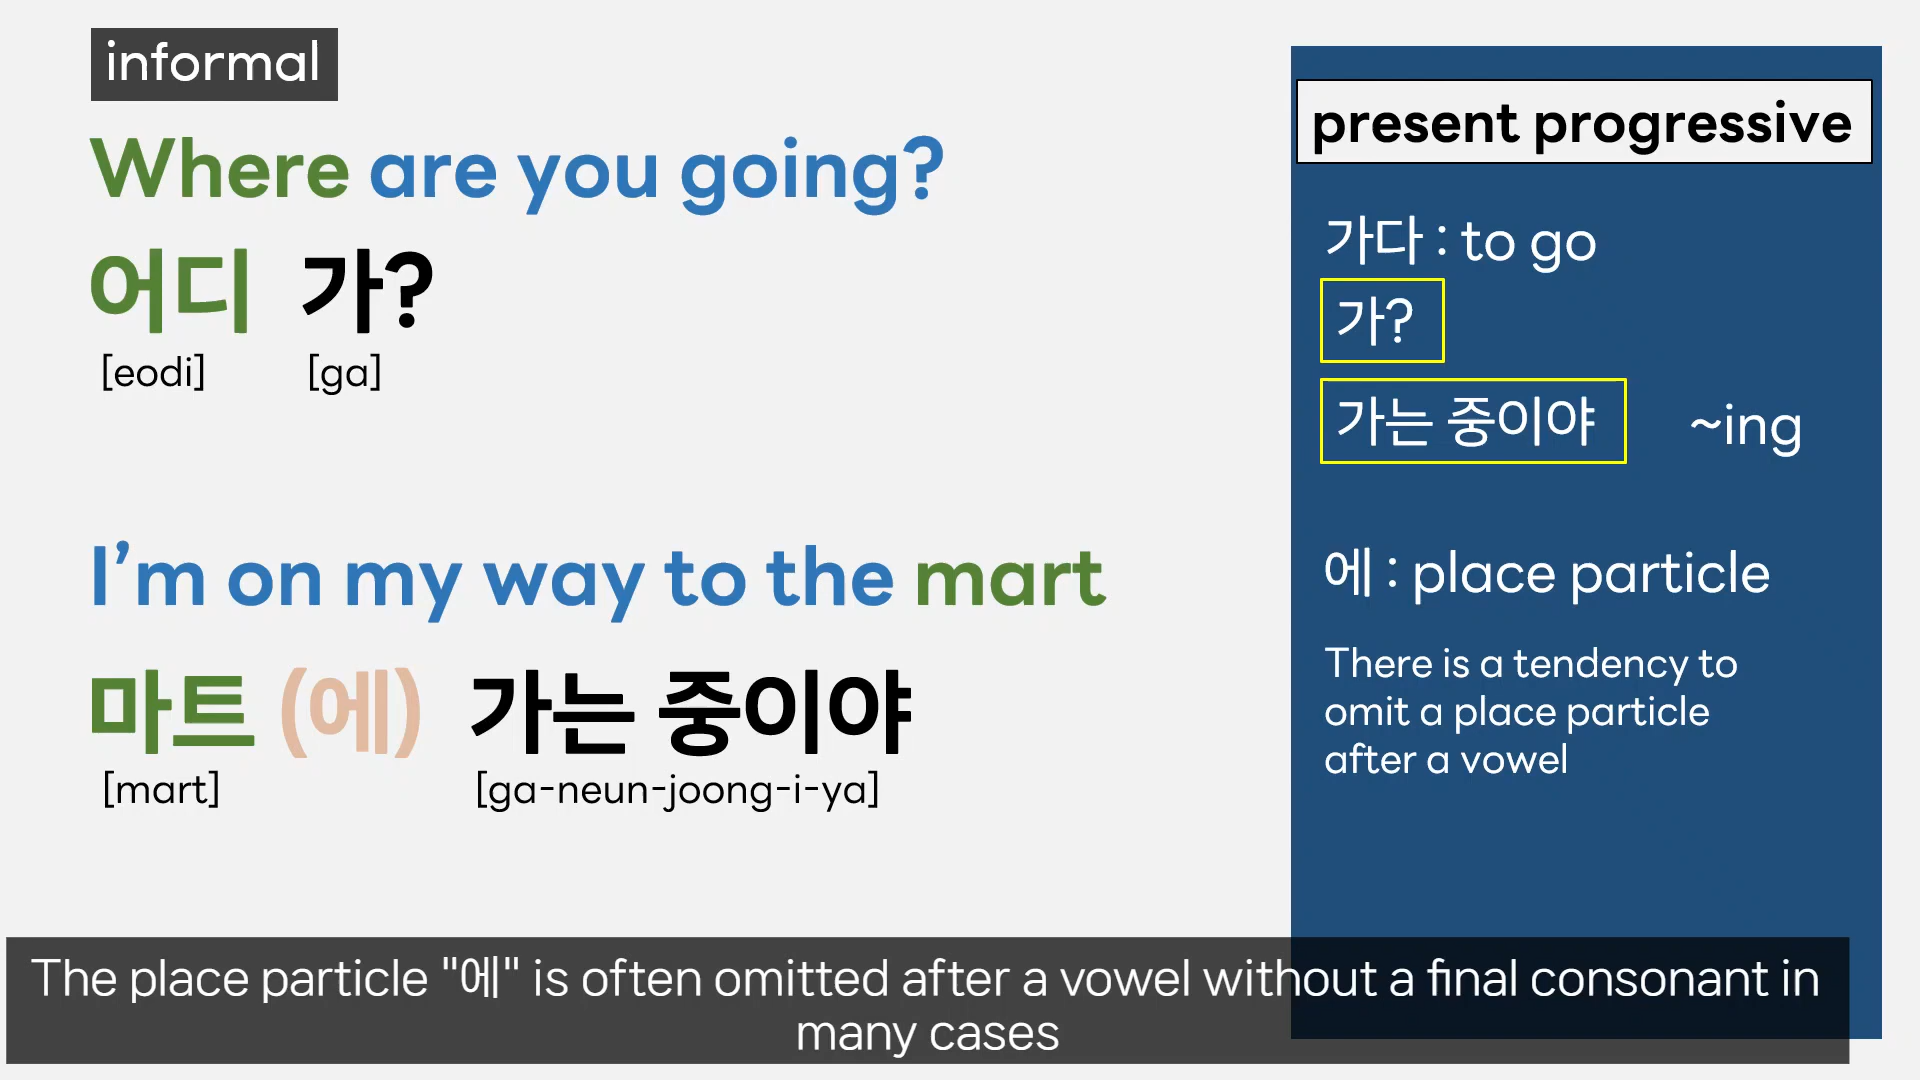 informal
Where are you going?
어디 가?
[eodi] [ga]
I'm on my way to the mart
마트 (에) 가는 중이야
[mart] [ga-neun-joong-i-ya]
present progressive
가다 : to go
가?
가는 중이야 ~ing
에 : place particle
There is a tendency to
omit a place particle
after a vowel
The place particle "에" is often omitted after a vowel without a final consonant in
many cases